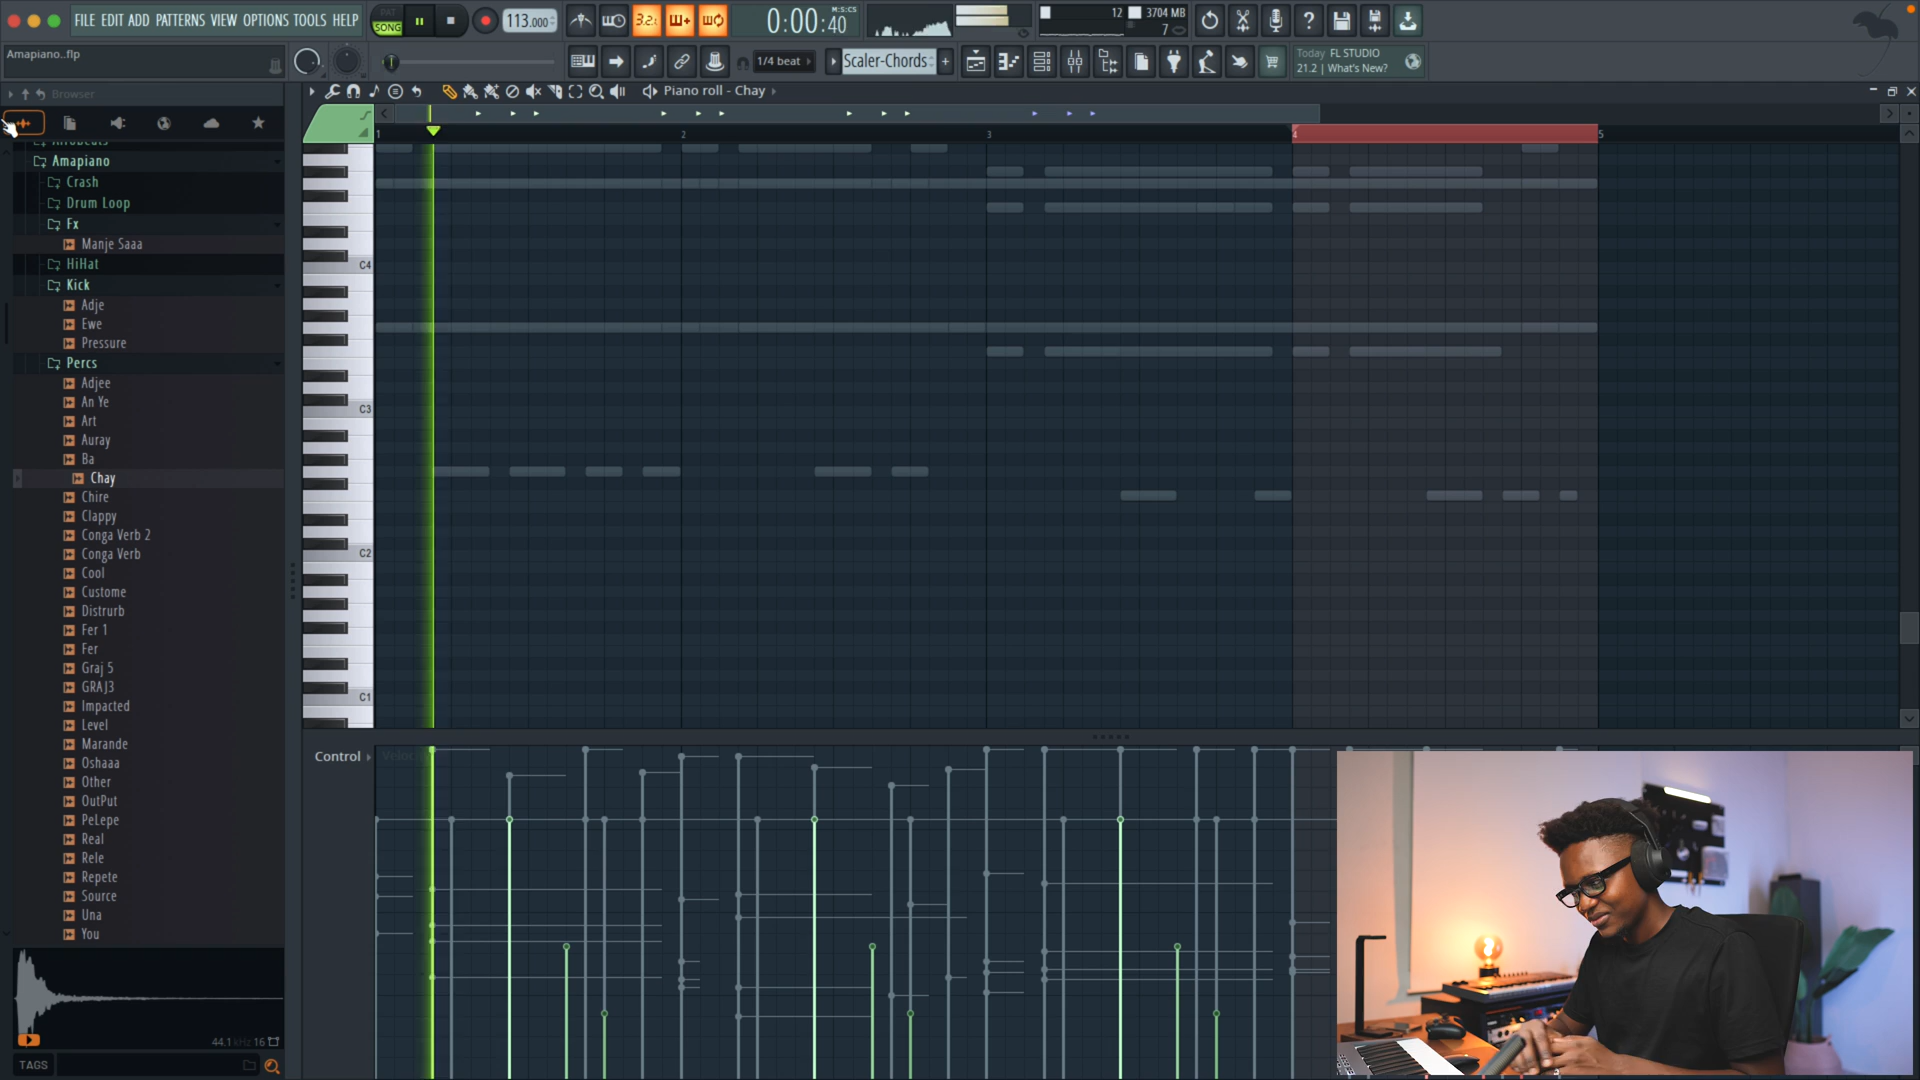 FILE EDIT ADD PATTERNS VIEW OPTIONS TOOLS HELP
PAT
SONG
113.000
3.2.
0:00:40
M:S:CS
12
3704 MB
7
Amapiano..flp
1/4 beat
Scaler-Chords
Today FL STUDIO
21.2 | What's New?
Browser
Piano roll - Chay
1
2
3
4
5
Afrobeats
Amapiano
Crash
Drum Loop
Fx
Manje Saaa
HiHat
Kick
Adje
Ewe
Pressure
Percs
Adjee
An Ye
Art
Auray
Ba
Chay
Chire
Clappy
Conga Verb 2
Conga Verb
Cool
Custome
Distrurb
Fer 1
Fer
Graj 5
GRAJ3
Impacted
Level
Marande
Oshaaa
Other
OutPut
PeLepe
Real
Rele
Repete
Source
Una
You
C4
C3
C2
C1
Control
44.1 kHz 16
TAGS